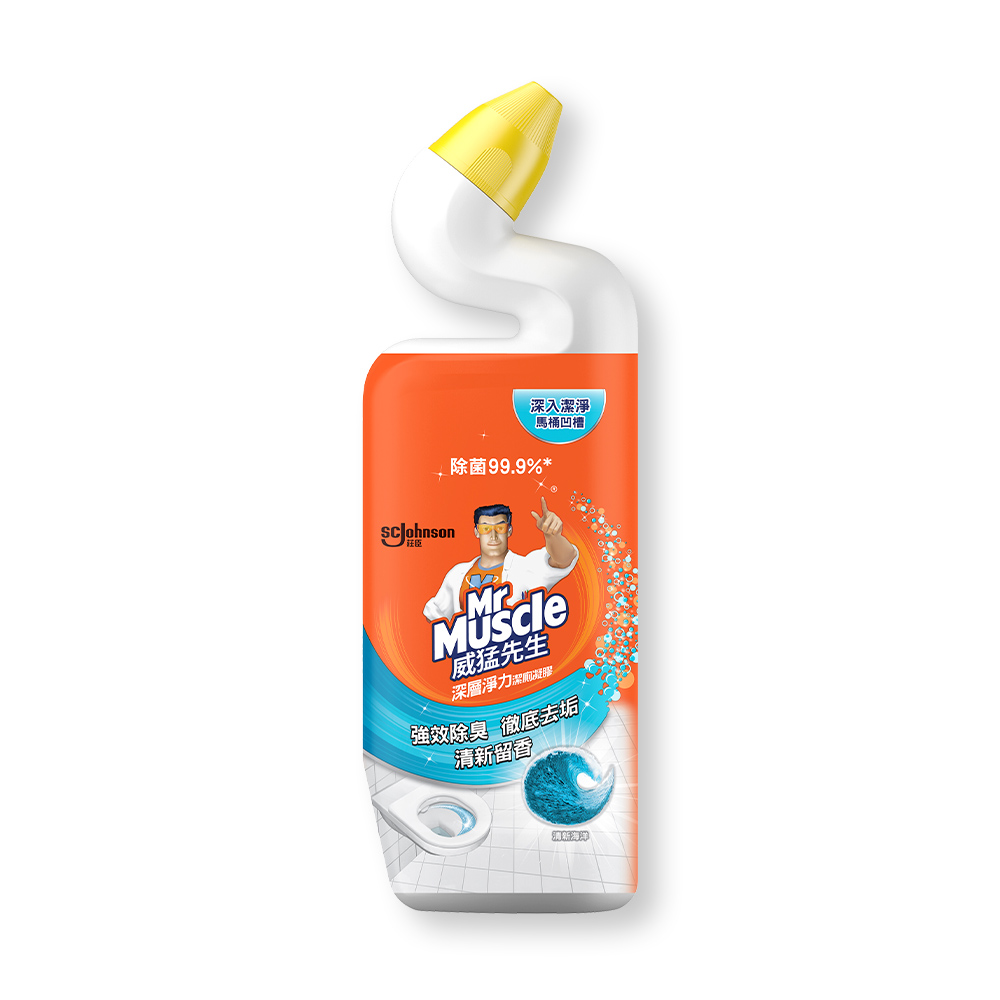 深入潔淨
馬桶凹槽
除菌99.9%*
®
SCJohnson
莊臣
Mr
Muscle
威猛先生
深層淨力潔廁凝膠
強效除臭 徹底去垢
清新留香
清新海洋